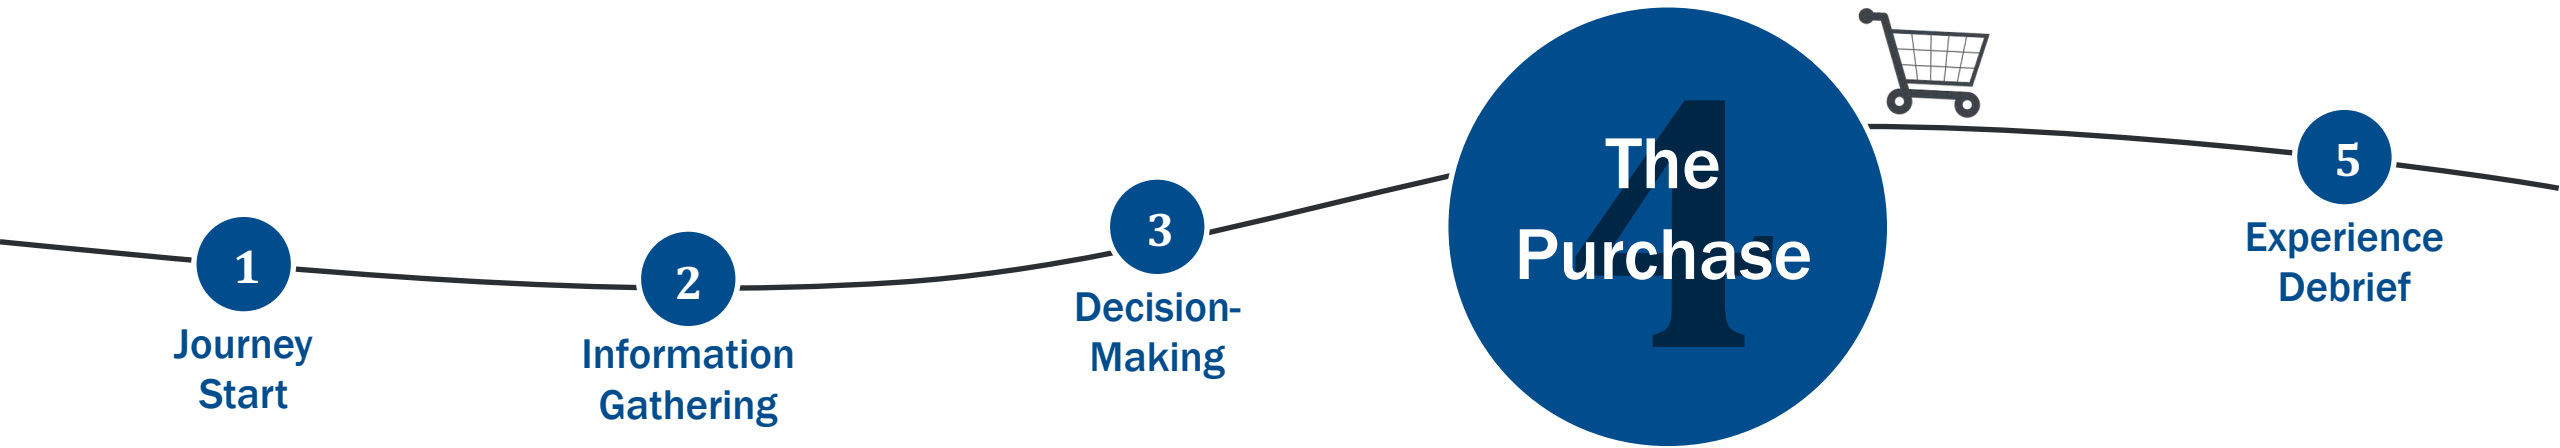 1
Journey
Start
2
Information
Gathering
3
Decision-
Making
4
The
Purchase
5
Experience
Debrief